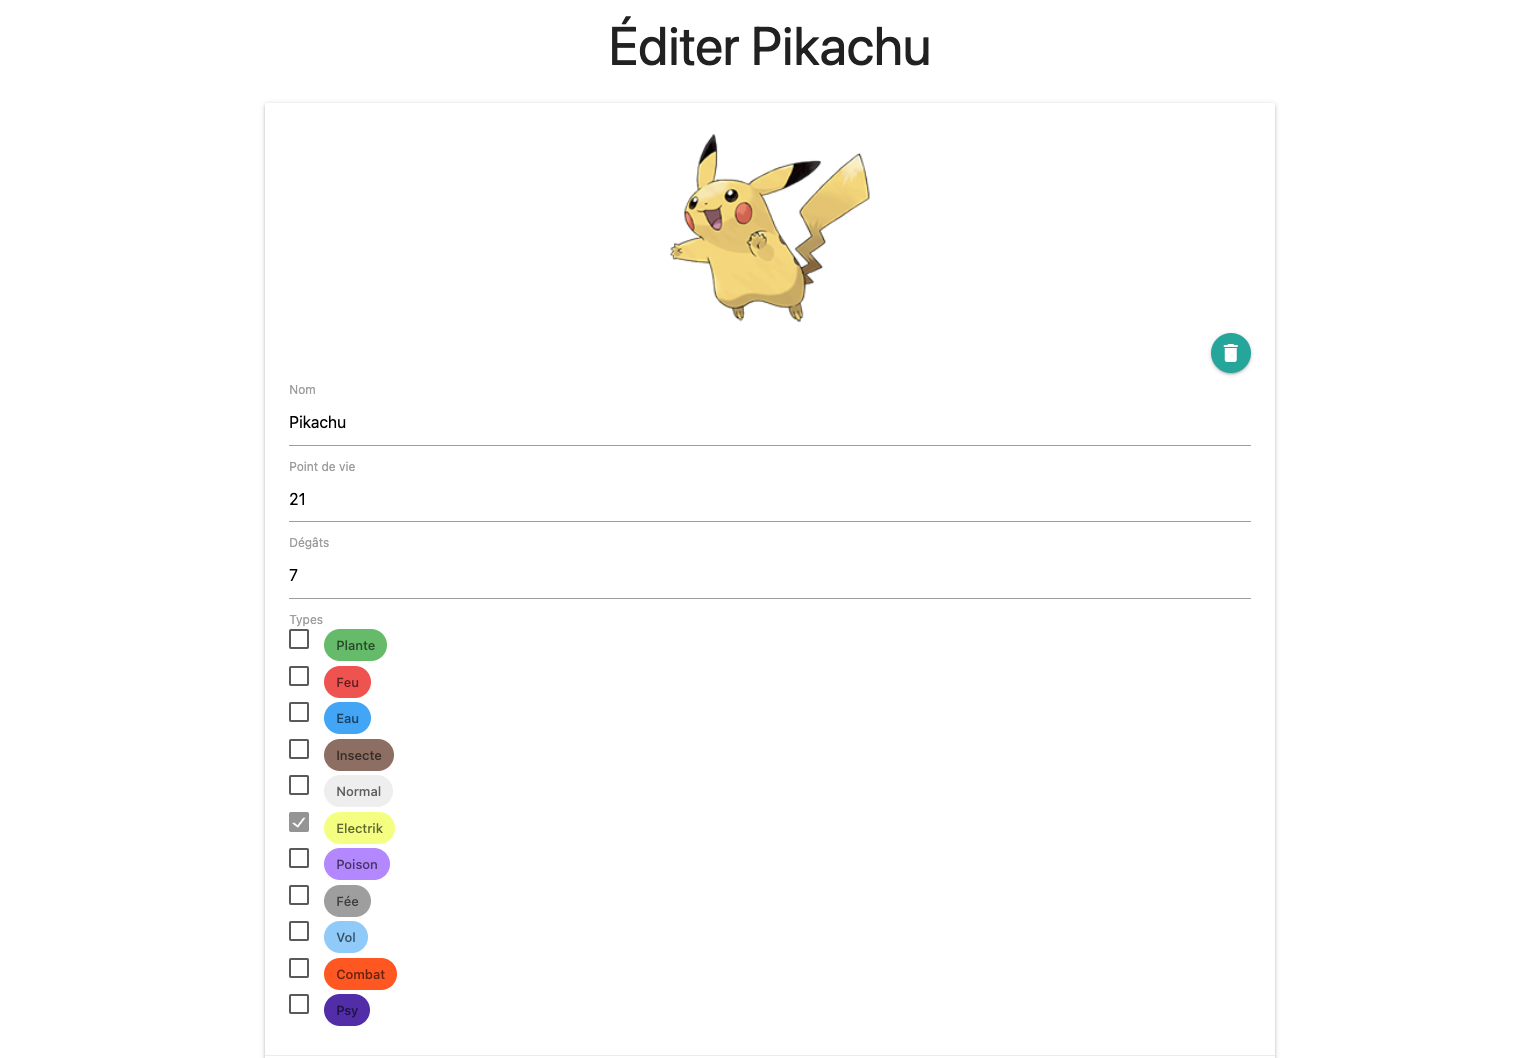 Éditer Pikachu
Nom
Pikachu
Point de vie
21
Dégâts
7
Types
Plante
Feu
Eau
Insecte
Normal
Electrik
Poison
Fée
Vol
Combat
Psy